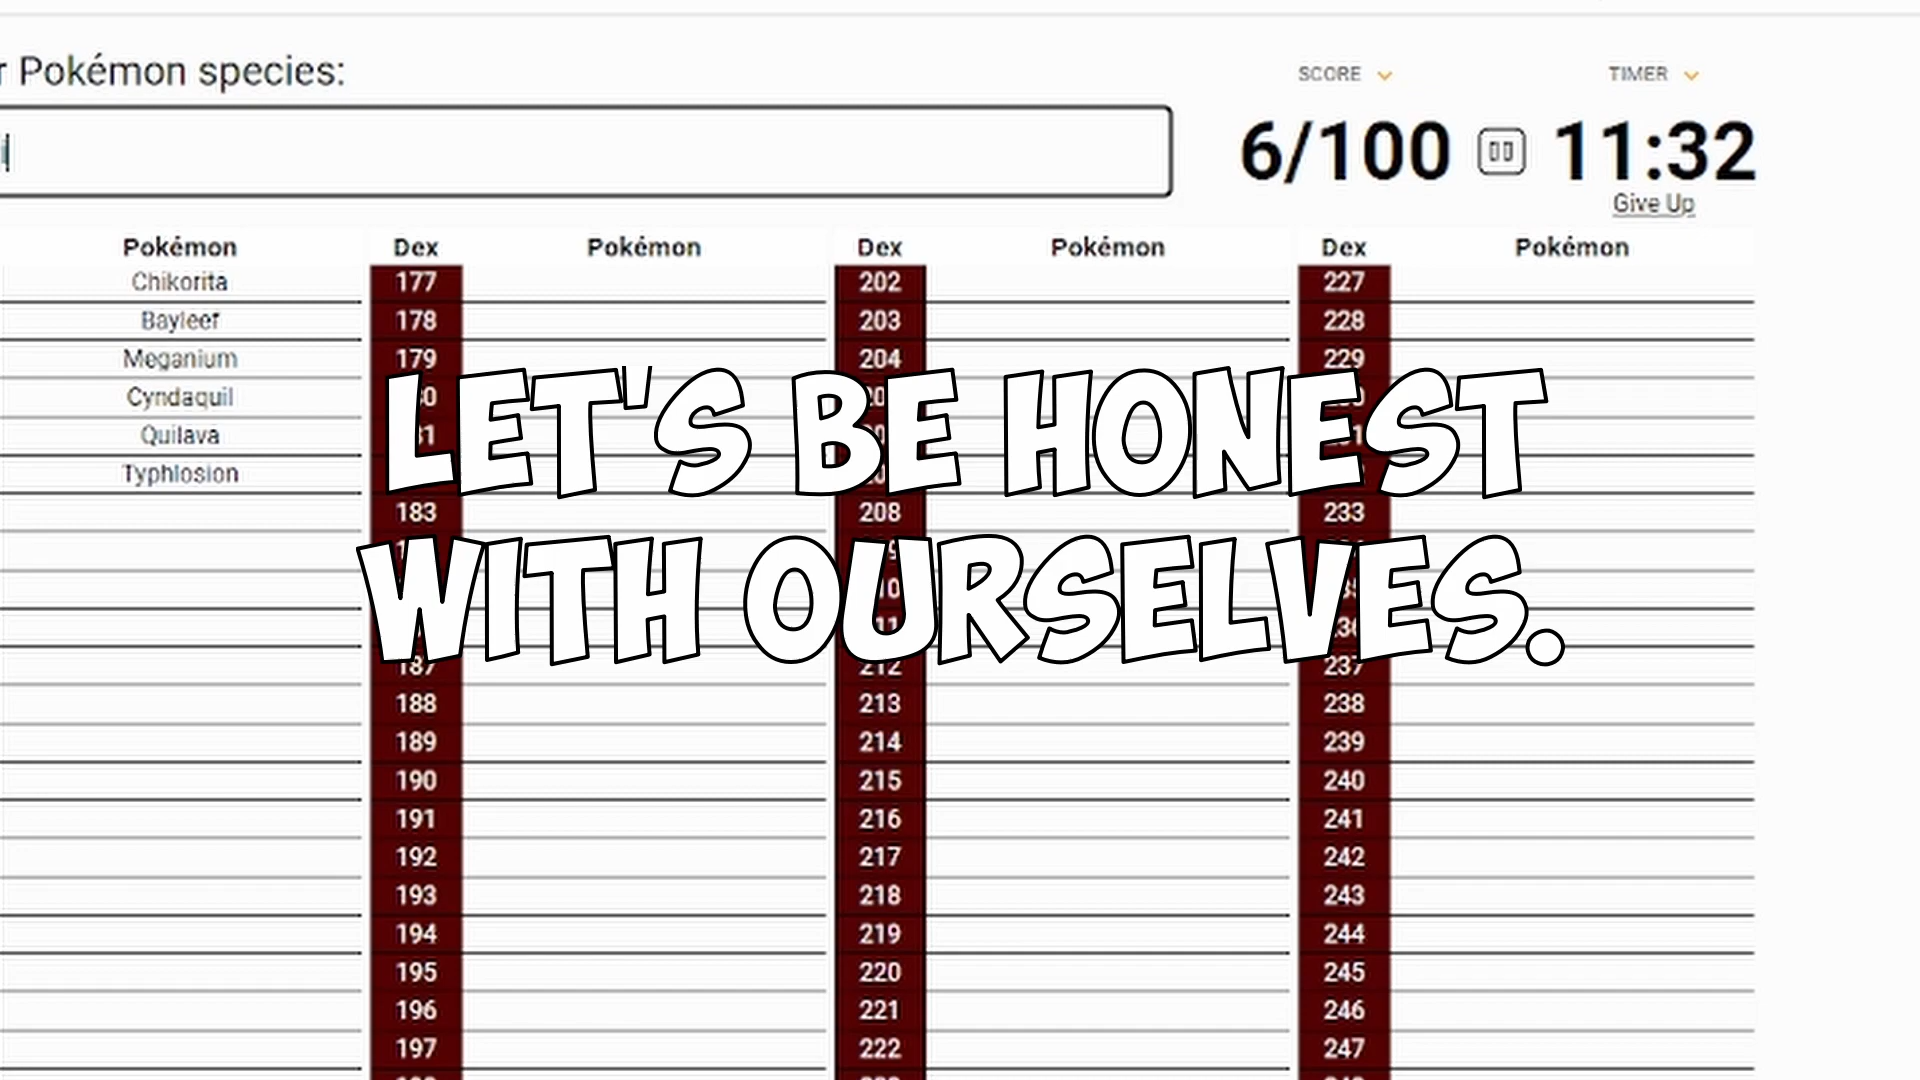 Pokémon species:
SCORE TIMER
6/100 11:32
Give Up
Pokémon Dex Pokémon Dex Pokémon Dex Pokémon
Chikorita 177 202 227
Bayleef 178 203 228
Meganium 179 204 229
Cyndaquil
Quilava
LET'S BE HONEST
Typhlosion
183 208 233
WITH OURSELVES.
187 212 237
188 213 238
189 214 239
190 215 240
191 216 241
192 217 242
193 218 243
194 219 244
195 220 245
196 221 246
197 222 247